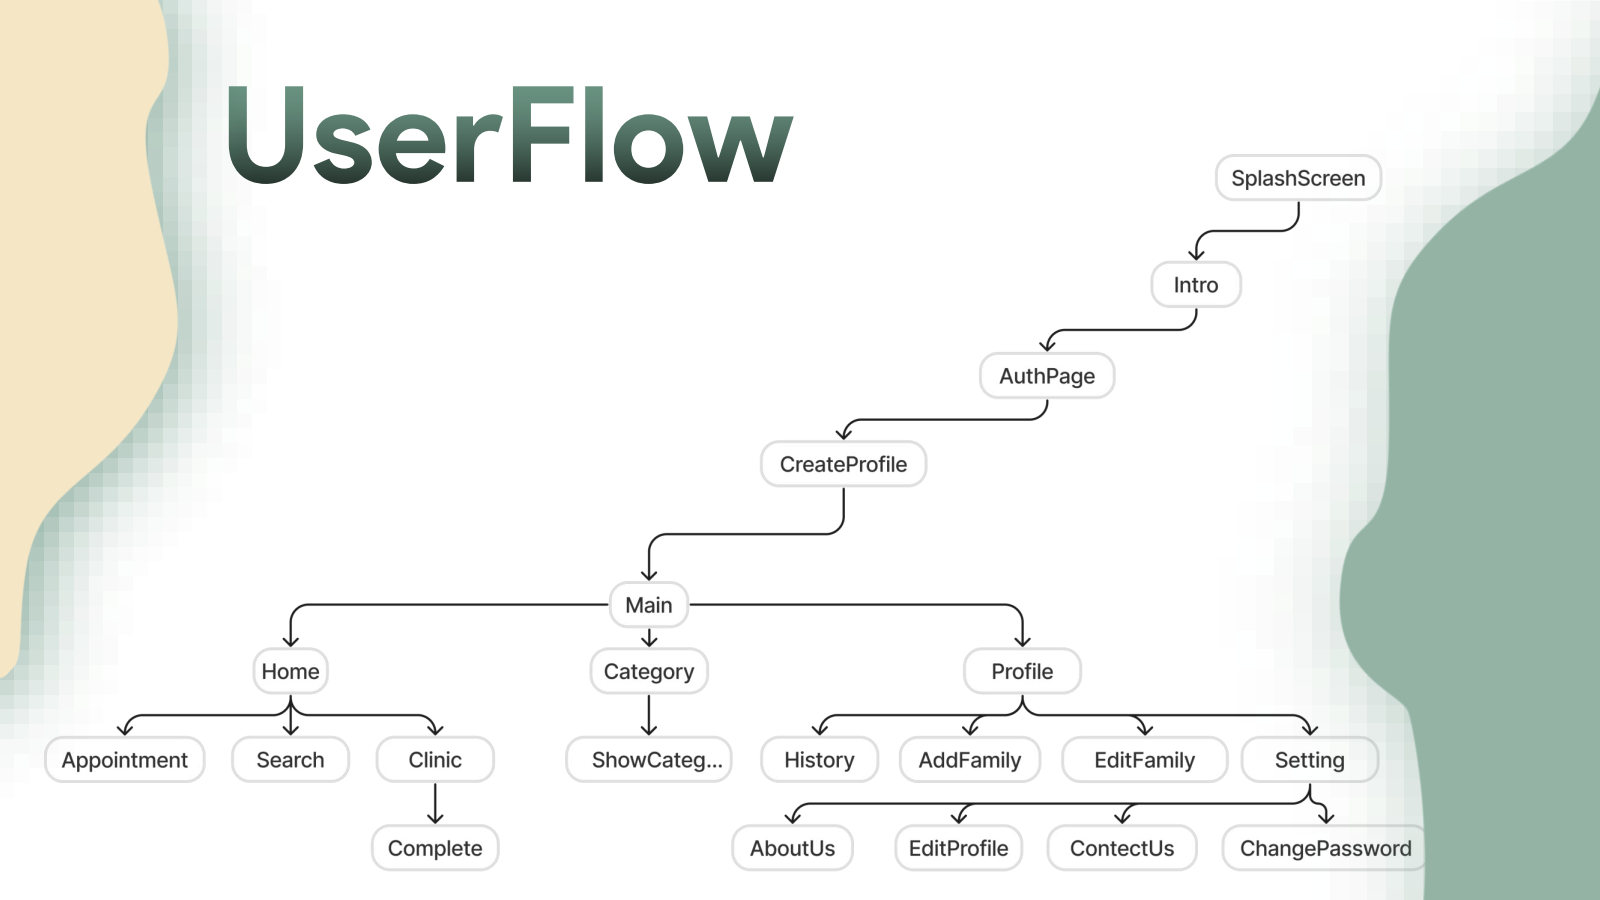 UserFlow
SplashScreen
Intro
AuthPage
CreateProfile
Main
Home
Category
Profile
Appointment
Search
Clinic
ShowCateg...
History
AddFamily
EditFamily
Setting
Complete
AboutUs
EditProfile
ContectUs
ChangePassword